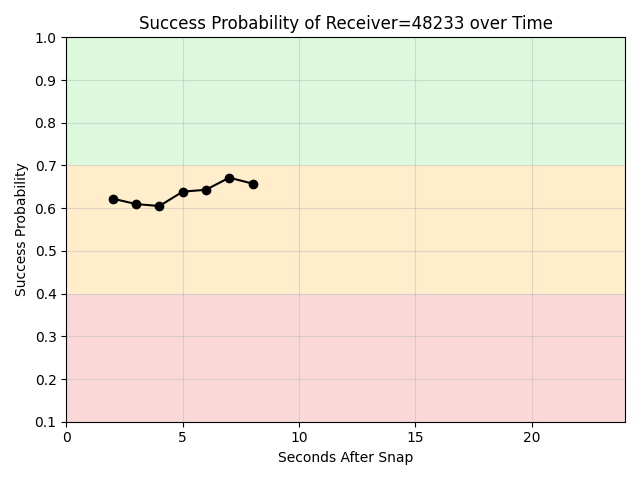 Success Probability of Receiver=48233 over Time
1.0
0.9
0.8
0.7
0.6
0.5
0.4
0.3
0.2
0.1
Success Probability
0 5 10 15 20
Seconds After Snap